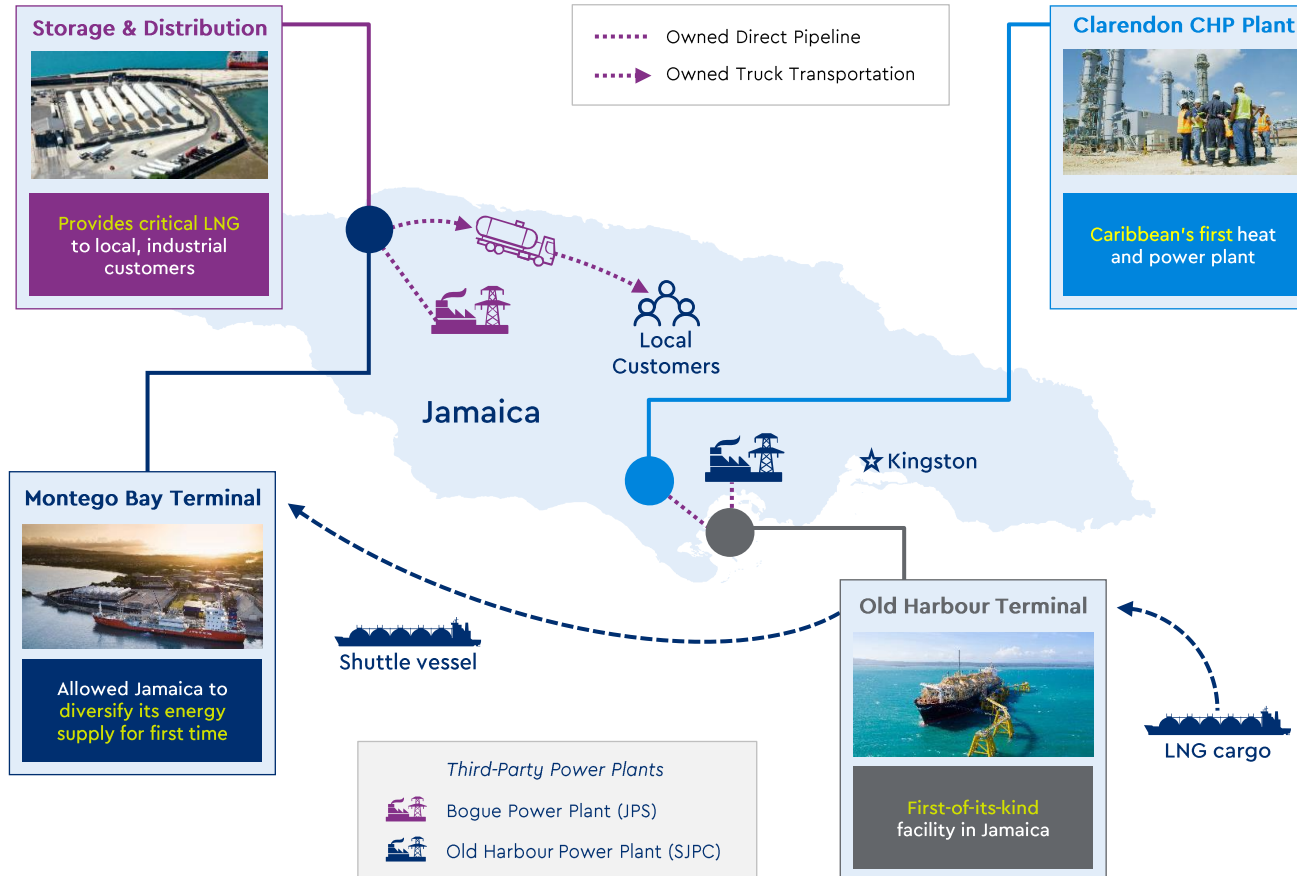 Storage & Distribution
Provides critical LNG
to local, industrial
customers
Owned Direct Pipeline
Owned Truck Transportation
Clarendon CHP Plant
Caribbean's first heat
and power plant
Local
Customers
Jamaica
Kingston
Montego Bay Terminal
Allowed Jamaica to
diversify its energy
supply for first time
Shuttle vessel
Old Harbour Terminal
First-of-its-kind
facility in Jamaica
LNG cargo
Third-Party Power Plants
Bogue Power Plant (JPS)
Old Harbour Power Plant (SJPC)